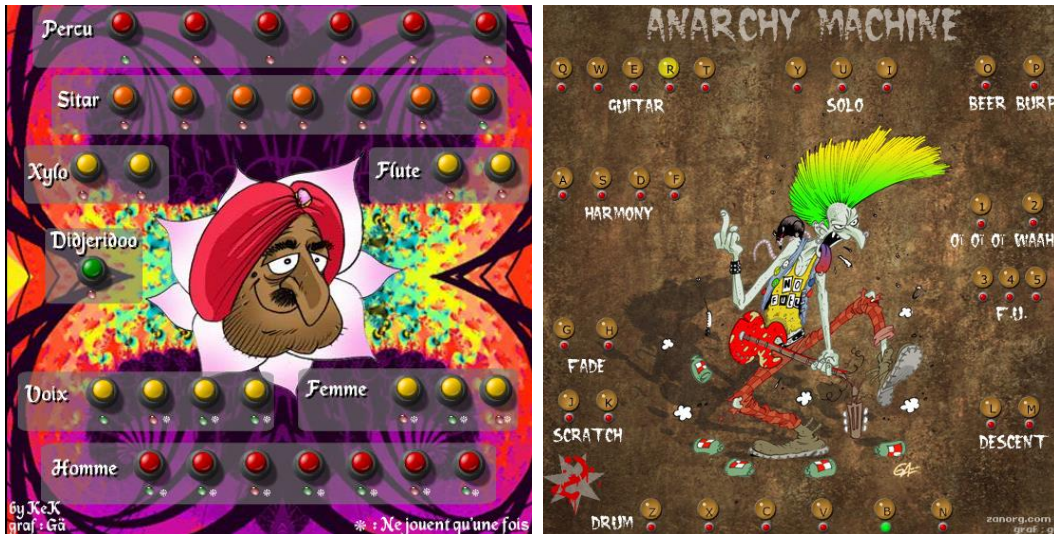 Percu
Sitar
Xylo
Flute
Didjeridoo
Voix
Femme
Homme
by KeK
graf : Gä
❋ : Ne jouent qu'une fois
ANARCHY MACHINE
Q W E R T
Y U I
O P
GUITAR
SOLO
BEER BURP
A S D F
HARMONY
1 2
OI OI OI WAAH
3 4 5
F.U.
NO
FUTU
G H
FADE
J K
SCRATCH
L M
DESCENT
DRUM
Z X C V B N
zanorg.com
graf : g